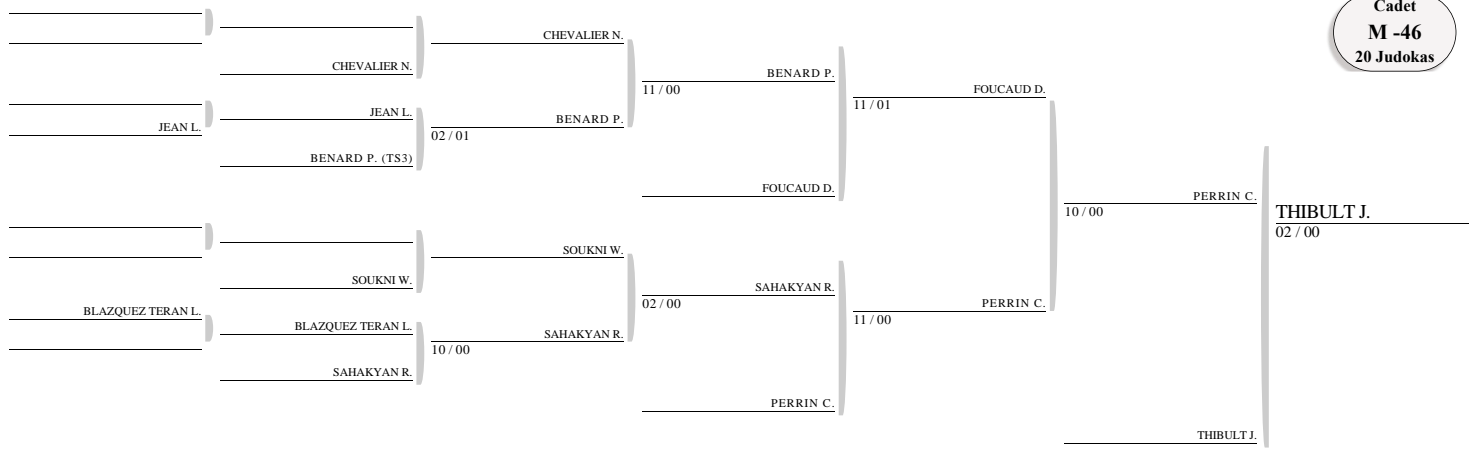 Cadet
M -46
20 Judokas
CHEVALIER N.
CHEVALIER N.
BENARD P.
11 / 00
FOUCAUD D.
11 / 01
JEAN L.
JEAN L.
BENARD P.
02 / 01
BENARD P. (TS3)
FOUCAUD D.
PERRIN C.
10 / 00
THIBULT J.
02 / 00
SOUKNI W.
SOUKNI W.
SAHAKYAN R.
02 / 00
PERRIN C.
11 / 00
BLAZQUEZ TERAN L.
BLAZQUEZ TERAN L.
SAHAKYAN R.
10 / 00
SAHAKYAN R.
PERRIN C.
THIBULT J.